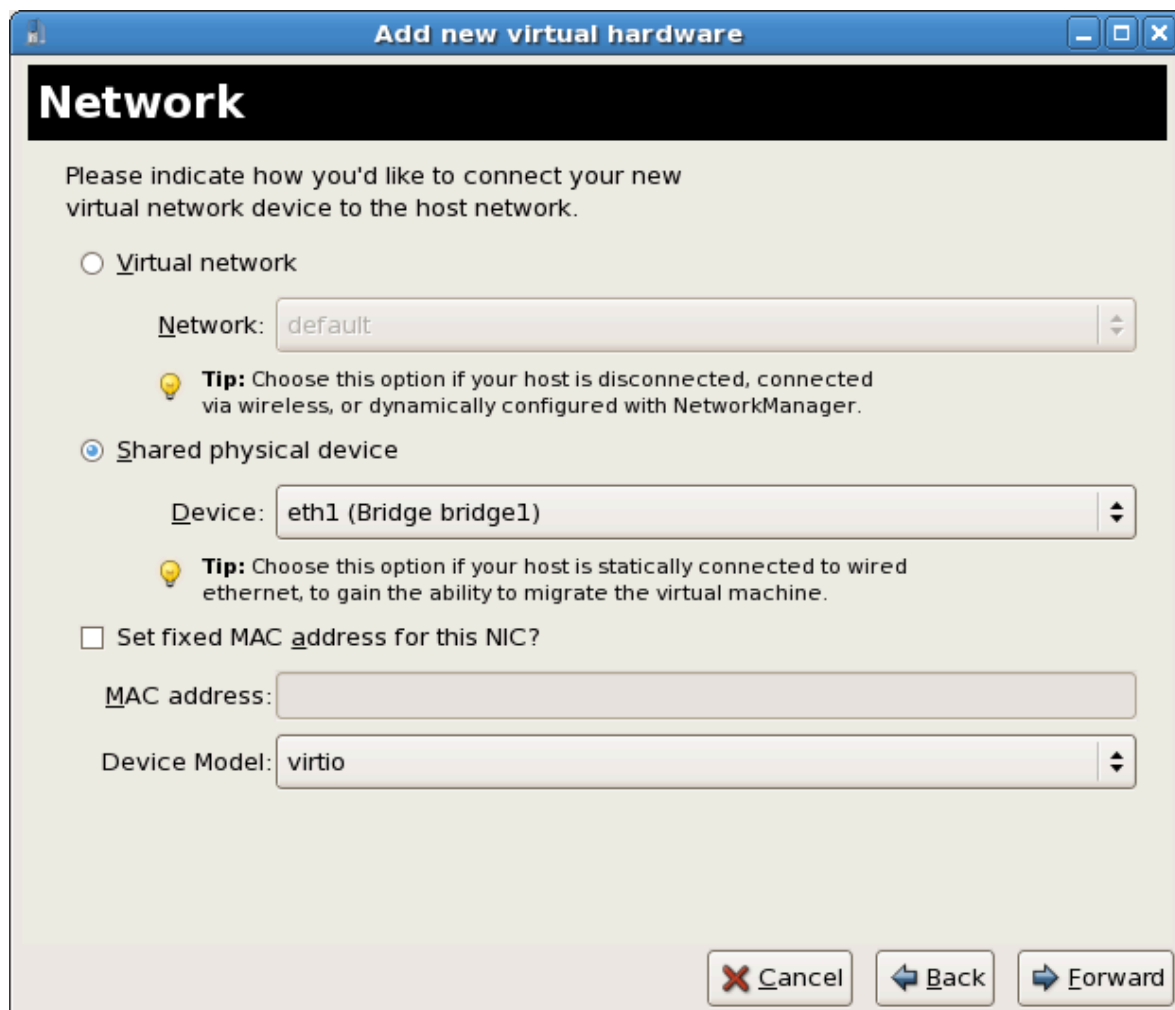 Add new virtual hardware
Network
Please indicate how you'd like to connect your new
virtual network device to the host network.
Virtual network
Network: default
Tip: Choose this option if your host is disconnected, connected
via wireless, or dynamically configured with NetworkManager.
Shared physical device
Device: eth1 (Bridge bridge1)
Tip: Choose this option if your host is statically connected to wired
ethernet, to gain the ability to migrate the virtual machine.
Set fixed MAC address for this NIC?
MAC address:
Device Model: virtio
Cancel Back Forward